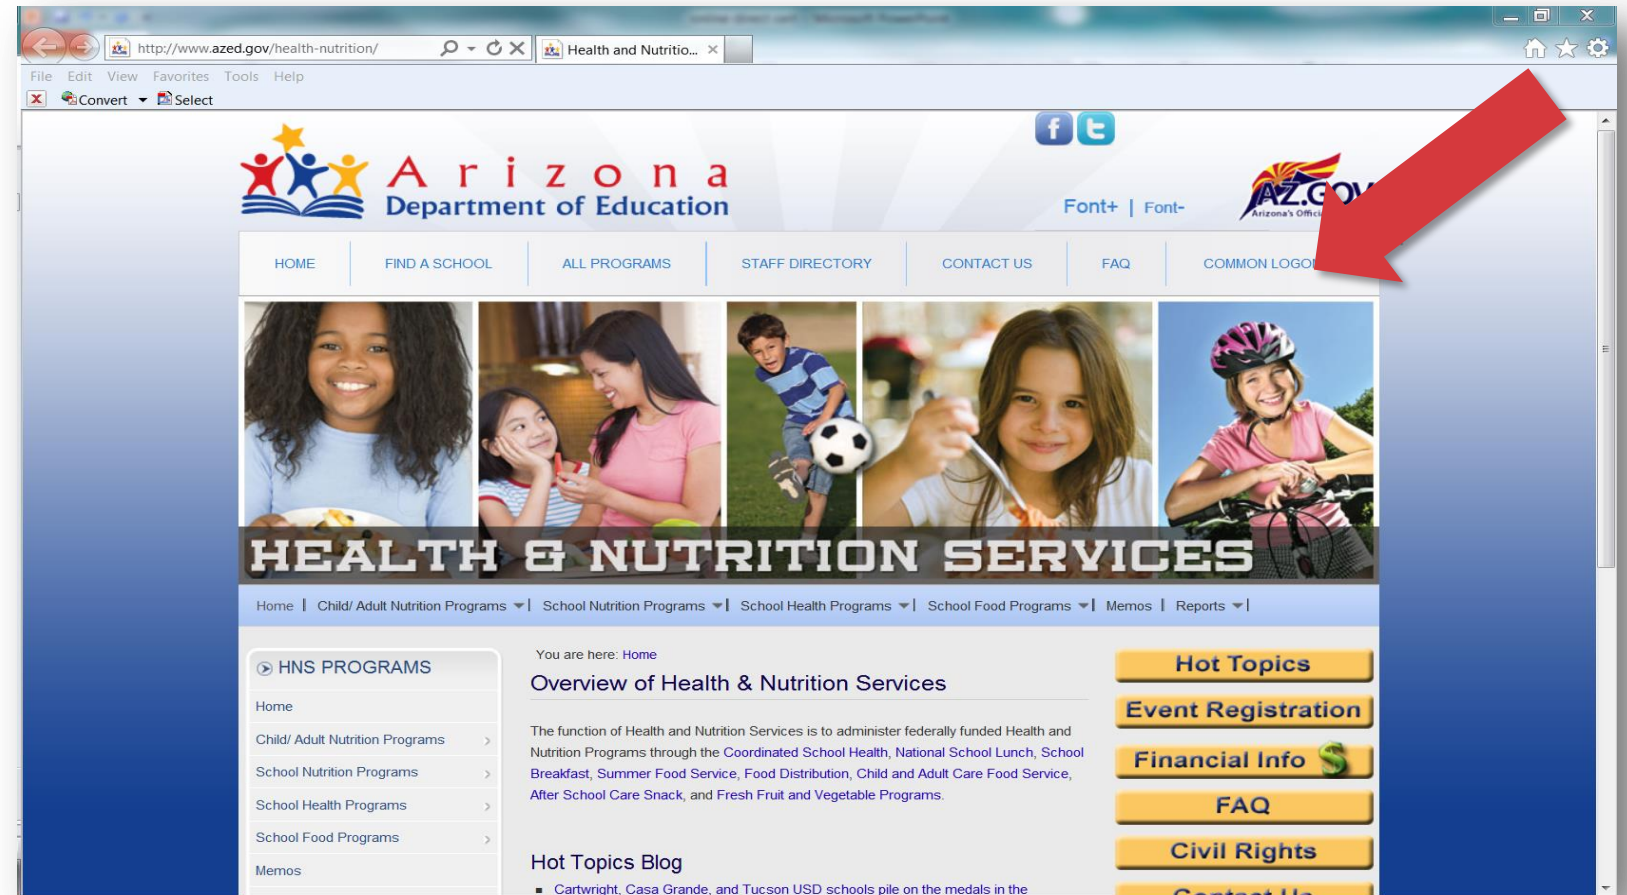 http://www.azed.gov/health-nutrition/
Health and Nutritio...
File Edit View Favorites Tools Help
Convert Select
Arizona
Department of Education
Font+ | Font-
AZ.GOV
Arizona's Offici
HOME FIND A SCHOOL ALL PROGRAMS STAFF DIRECTORY CONTACT US FAQ COMMON LOGO
HEALTH & NUTRITION SERVICES
Home | Child/ Adult Nutrition Programs | School Nutrition Programs | School Health Programs | School Food Programs | Memos | Reports |
HNS PROGRAMS
Home
Child/ Adult Nutrition Programs
School Nutrition Programs
School Health Programs
School Food Programs
Memos
You are here: Home
Overview of Health & Nutrition Services
The function of Health and Nutrition Services is to administer federally funded Health and
Nutrition Programs through the Coordinated School Health, National School Lunch, School
Breakfast, Summer Food Service, Food Distribution, Child and Adult Care Food Service,
After School Care Snack, and Fresh Fruit and Vegetable Programs.
Hot Topics Blog
Cartwright, Casa Grande, and Tucson USD schools pile on the medals in the
Hot Topics
Event Registration
Financial Info $
FAQ
Civil Rights
Contact Us